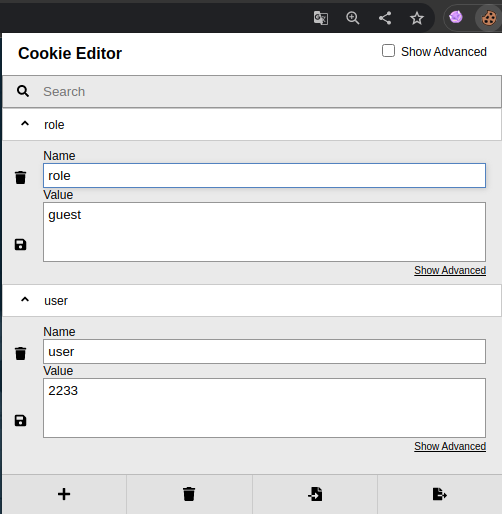 Cookie Editor
Show Advanced
Search
role
Name
role
Value
guest
Show Advanced
user
Name
user
Value
2233
Show Advanced